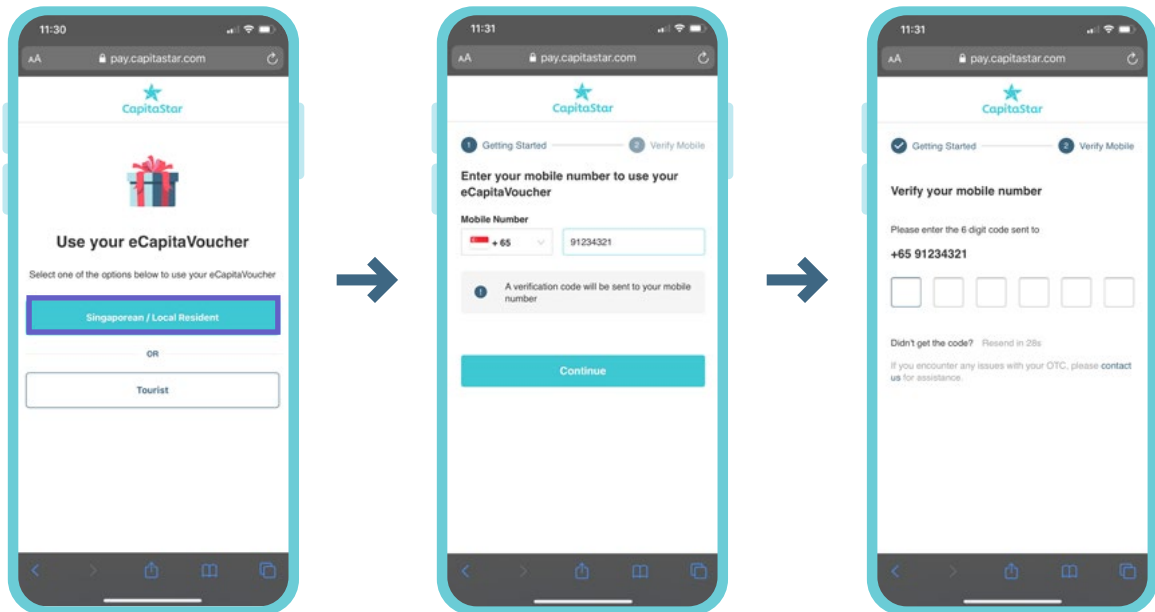 11:30
AA pay.capitastar.com
CapitaStar
Use your eCapitaVoucher
Select one of the options below to use your eCapitaVoucher
Singaporean / Local Resident
OR
Tourist
11:31
AA pay.capitastar.com
CapitaStar
1 Getting Started 2 Verify Mobile
Enter your mobile number to use your
eCapitaVoucher
Mobile Number
+ 65 91234321
A verification code will be sent to your mobile
number
Continue
11:31
AA pay.capitastar.com
CapitaStar
Getting Started 2 Verify Mobile
Verify your mobile number
Please enter the 6 digit code sent to
+65 91234321
Didn't get the code? Resend in 28s
If you encounter any issues with your OTC, please contact
us for assistance.